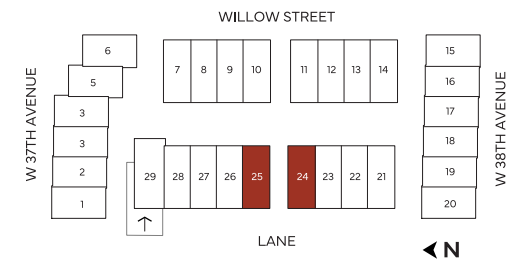 WILLOW STREET
6
5
3
3
2
1
W 37TH AVENUE
7 8 9 10
11 12 13 14
15
16
17
18
19
20
W 38TH AVENUE
29 28 27 26 25
24 23 22 21
LANE
N